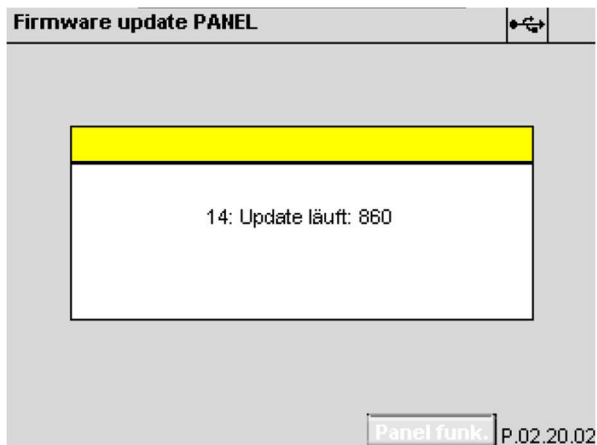 Firmware update PANEL
14: Update läuft: 860
Panel funk.
P.02.20.02